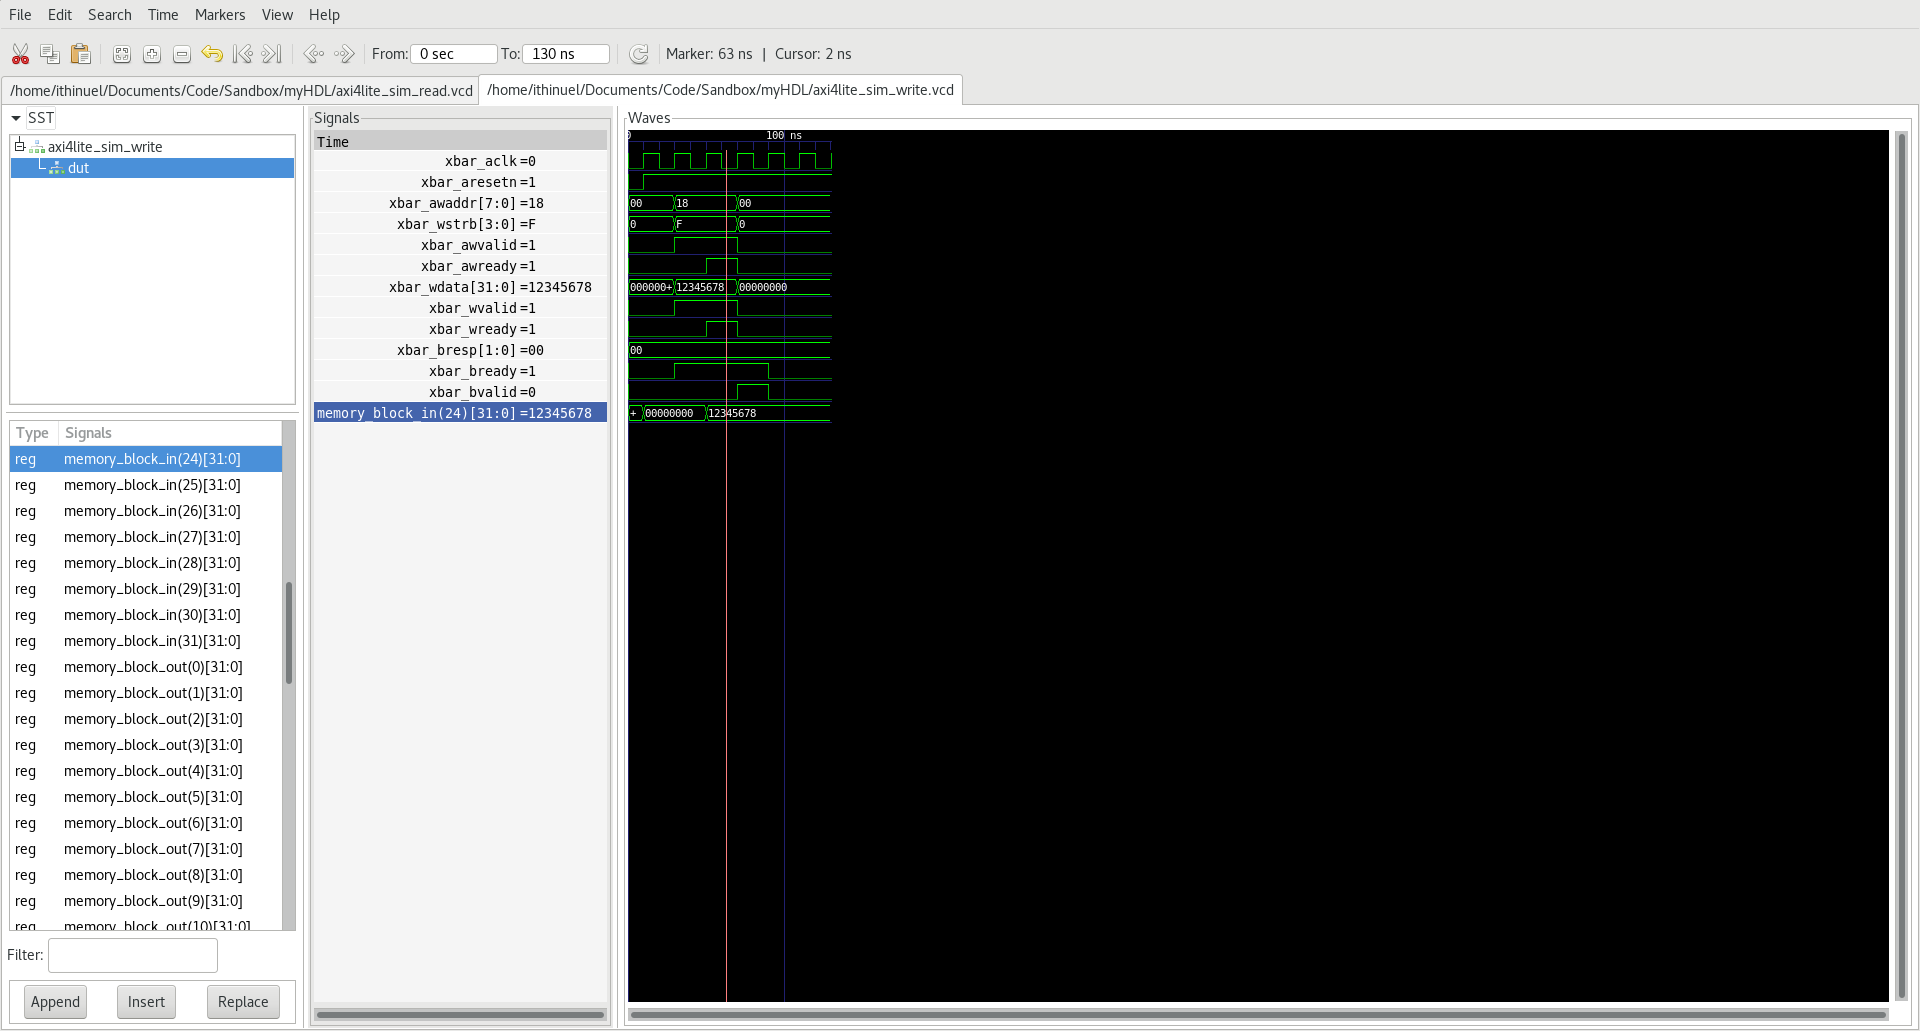 File Edit Search Time Markers View Help
From: 0 sec To: 130 ns Marker: 63 ns | Cursor: 2 ns
/home/ithinuel/Documents/Code/Sandbox/myHDL/axi4lite_sim_read.vcd /home/ithinuel/Documents/Code/Sandbox/myHDL/axi4lite_sim_write.vcd
SST
axi4lite_sim_write
dut
Type Signals
reg memory_block_in(24)[31:0]
reg memory_block_in(25)[31:0]
reg memory_block_in(26)[31:0]
reg memory_block_in(27)[31:0]
reg memory_block_in(28)[31:0]
reg memory_block_in(29)[31:0]
reg memory_block_in(30)[31:0]
reg memory_block_in(31)[31:0]
reg memory_block_out(0)[31:0]
reg memory_block_out(1)[31:0]
reg memory_block_out(2)[31:0]
reg memory_block_out(3)[31:0]
reg memory_block_out(4)[31:0]
reg memory_block_out(5)[31:0]
reg memory_block_out(6)[31:0]
reg memory_block_out(7)[31:0]
reg memory_block_out(8)[31:0]
reg memory_block_out(9)[31:0]
reg memory_block_out(10)[31:0]
Filter:
Append Insert Replace
Signals
Time
xbar_aclk=0
xbar_aresetn=1
xbar_awaddr[7:0]=18
xbar_wstrb[3:0]=F
xbar_awvalid=1
xbar_awready=1
xbar_wdata[31:0]=12345678
xbar_wvalid=1
xbar_wready=1
xbar_bresp[1:0]=00
xbar_bready=1
xbar_bvalid=0
memory_block_in(24)[31:0]=12345678
Waves
0 100 ns
00 18 00
0 F 0
000000+ 12345678 00000000
00
+ 00000000 12345678